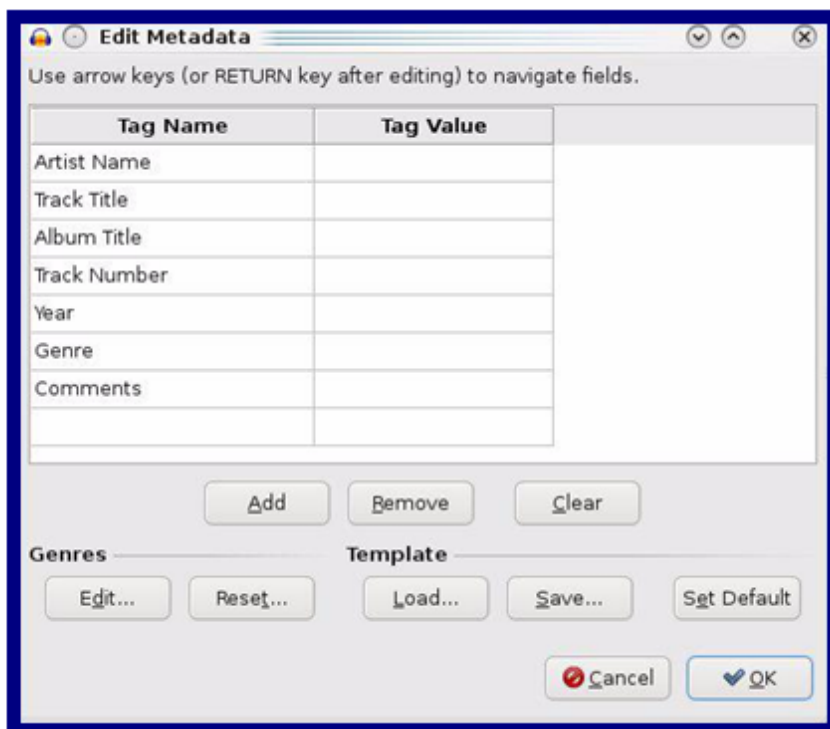 Edit Metadata
Use arrow keys (or RETURN key after editing) to navigate fields.
Tag Name Tag Value
Artist Name
Track Title
Album Title
Track Number
Year
Genre
Comments
Add Remove Clear
Genres Template
Edit... Reset... Load... Save... Set Default
Cancel OK